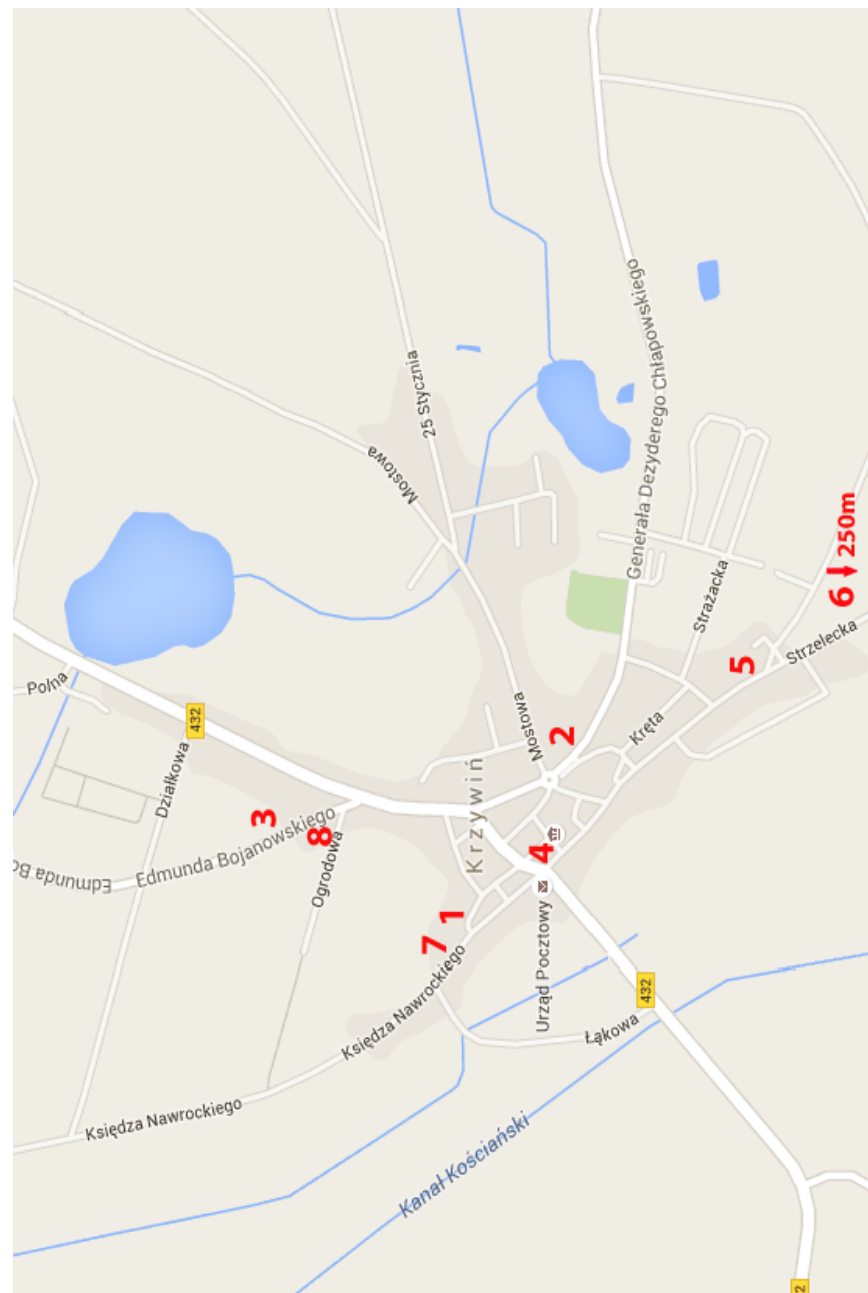 Polna
432
Działkowa
3
8
Edmunda Bo
Edmunda Bojanowskiego
Ogrodowa
25 Stycznia
Mostowa
Generała Dezyderego Chłapowskiego
Mostowa
2
Krzywiń
Strażacka
6 250m
5
Strzelecka
Kręta
4
1
7
Urząd Pocztowy
Księdza Nawrockiego
432
Łąkowa
Księdza Nawrockiego
Kanał Kościański